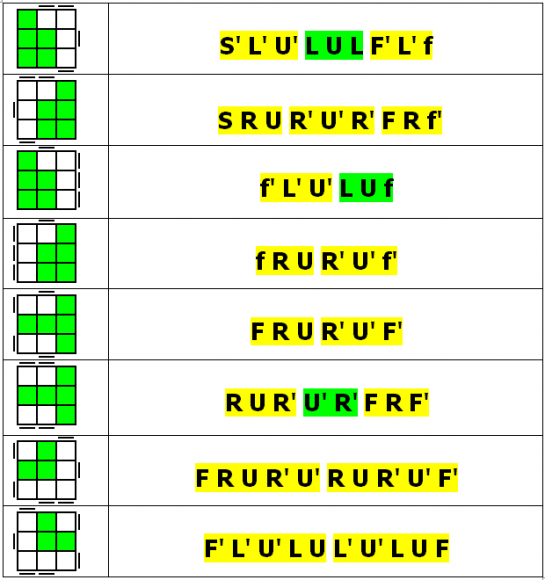 S' L' U' L U L F' L' f
S R U R' U' R' F R f'
f' L' U' L U f
f R U R' U' f'
F R U R' U' F'
R U R' U' R' F R F'
F R U R' U' R U R' U' F'
F' L' U' L U L' U' L U F